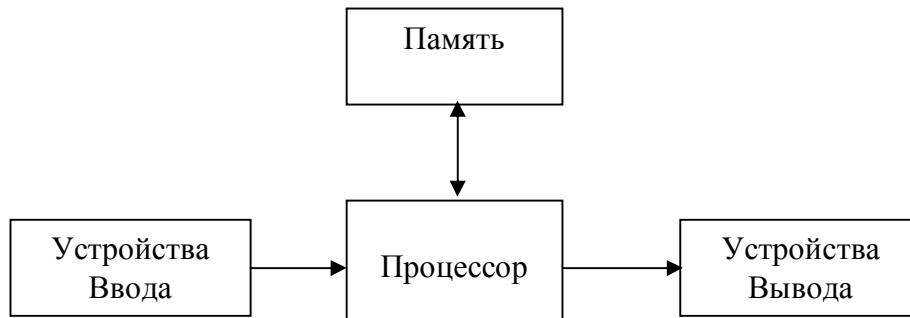 Память
Устройства
Ввода
Процессор
Устройства
Вывода